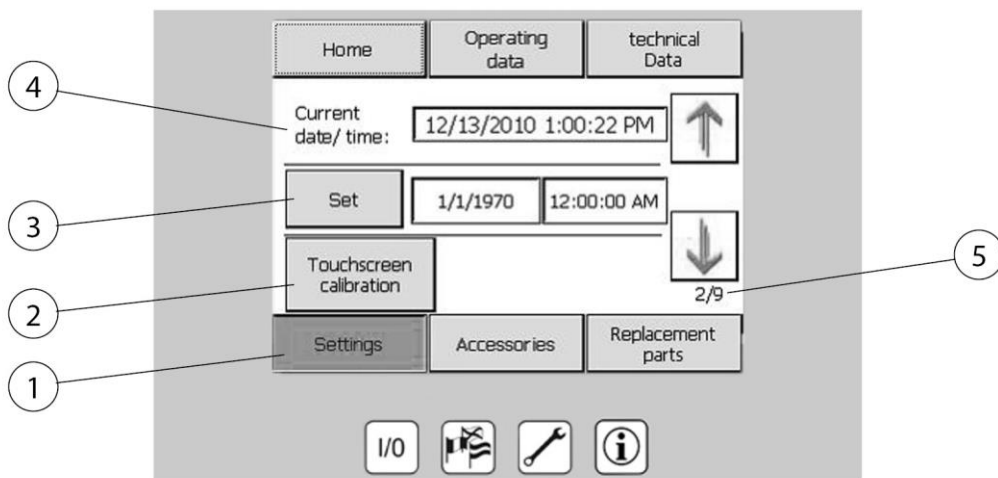 Home
Operating
data
technical
Data
4
Current
date/ time:
12/13/2010 1:00:22 PM
3
Set
1/1/1970
12:00:00 AM
5
2
Touchscreen
calibration
2/9
1
Settings
Accessories
Replacement
parts
I/0
i